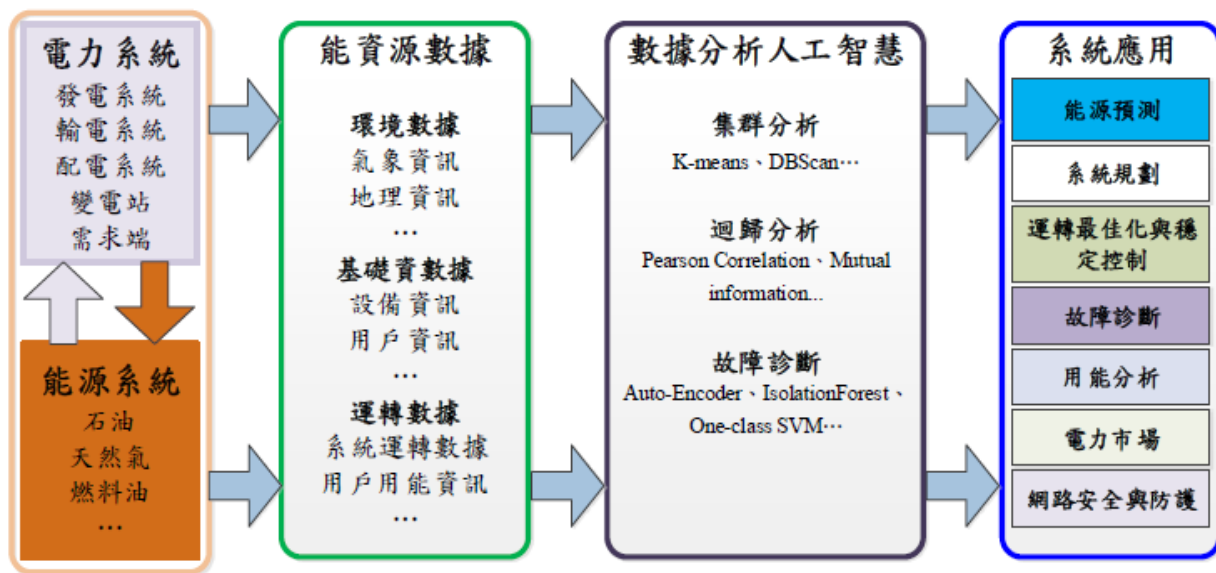 電力系統
發電系統
輸電系統
配電系統
變電站
需求端
能源系統
石油
天然氣
燃料油
…
能資源數據
環境數據
氣象資訊
地理資訊
…
基礎資數據
設備資訊
用戶資訊
…
運轉數據
系統運轉數據
用戶用能資訊
…
數據分析人工智慧
集群分析
K-means、DBScan…
迴歸分析
Pearson Correlation、Mutual
information...
故障診斷
Auto-Encoder、IsolationForest、
One-class SVM…
系統應用
能源預測
系統規劃
運轉最佳化與穩
定控制
故障診斷
用能分析
電力市場
網路安全與防護